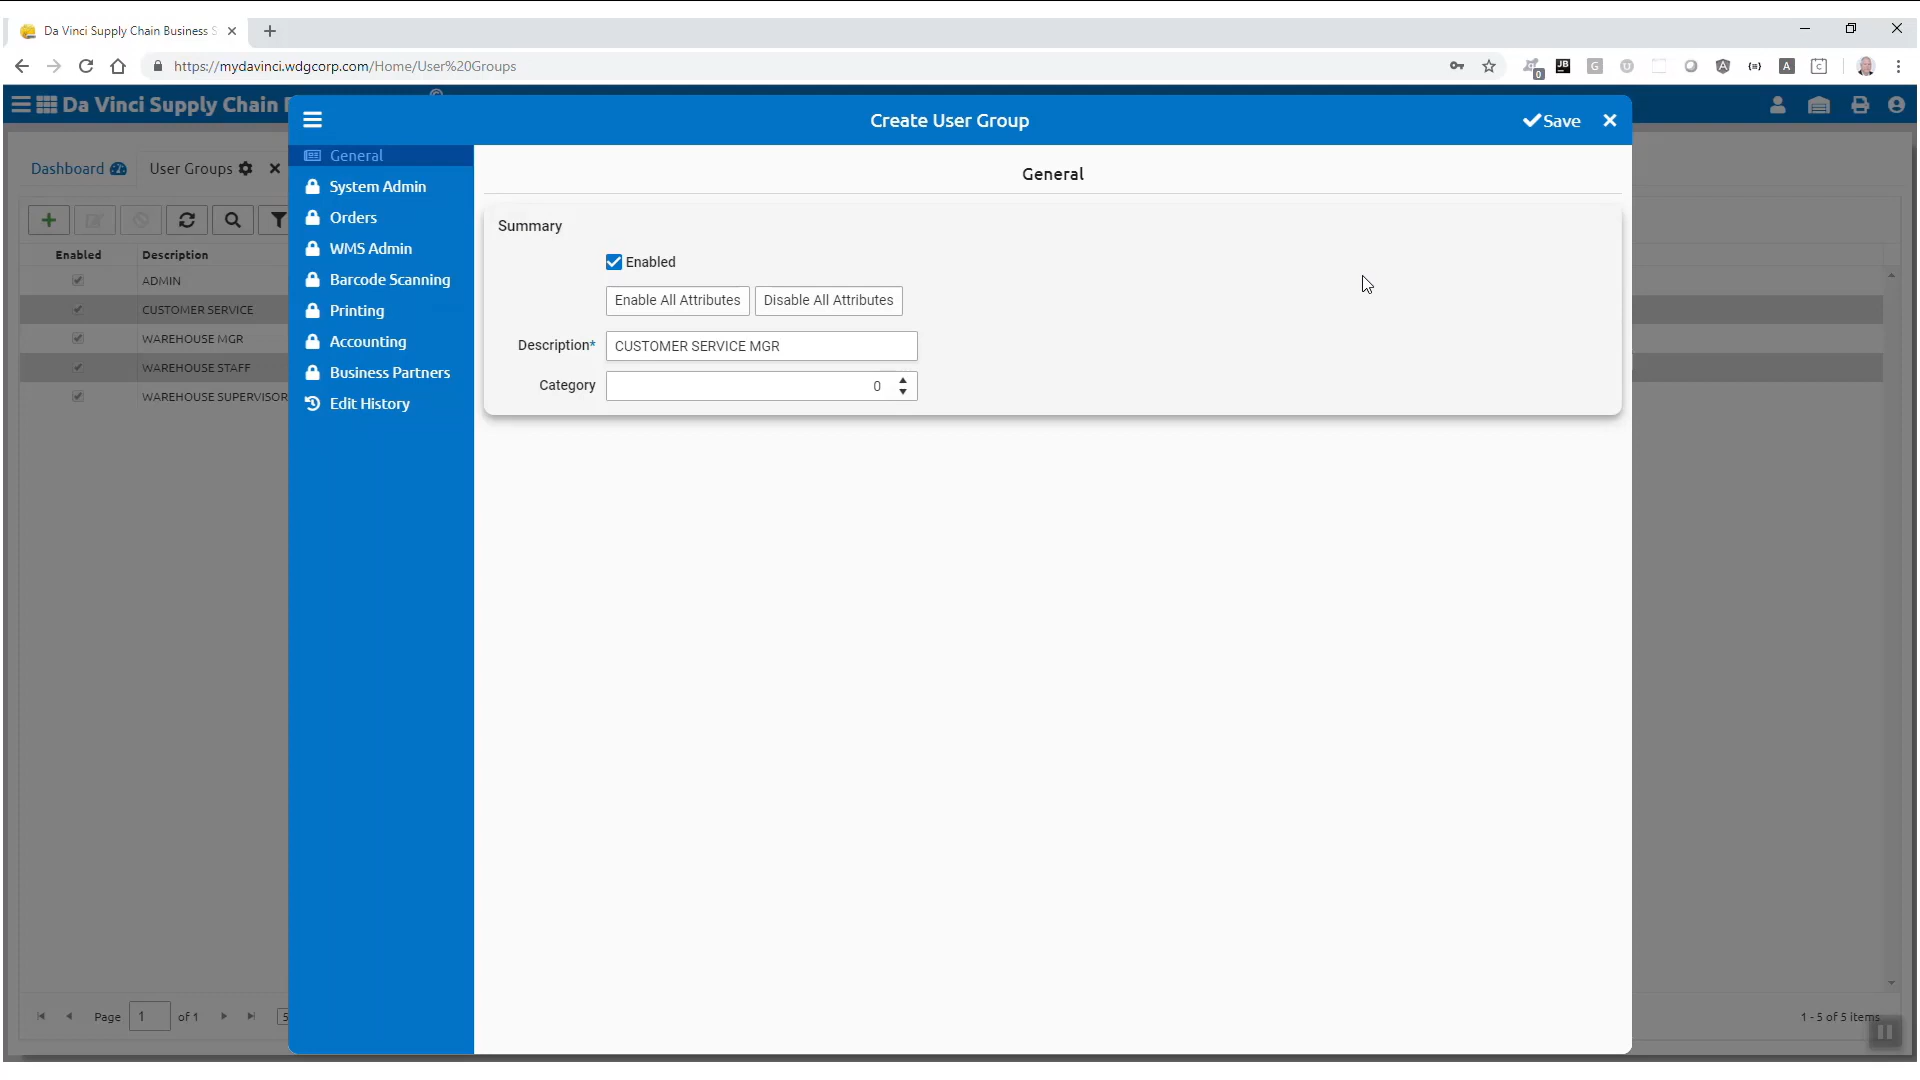 Da Vinci Supply Chain Business S
https://mydavinci.wdgcorp.com/Home/User%20Groups
0
JB
G
A
C
Da Vinci Supply Chain
©
Create User Group
Save
Dashboard
User Groups
General
System Admin
Orders
WMS Admin
Barcode Scanning
Printing
Accounting
Business Partners
Edit History
General
Summary
Enabled
Enable All Attributes
Disable All Attributes
Description*
CUSTOMER SERVICE MGR
Category
0
Enabled
Description
ADMIN
CUSTOMER SERVICE
WAREHOUSE MGR
WAREHOUSE STAFF
WAREHOUSE SUPERVISOR
Page 1 of 1
5
1 - 5 of 5 items